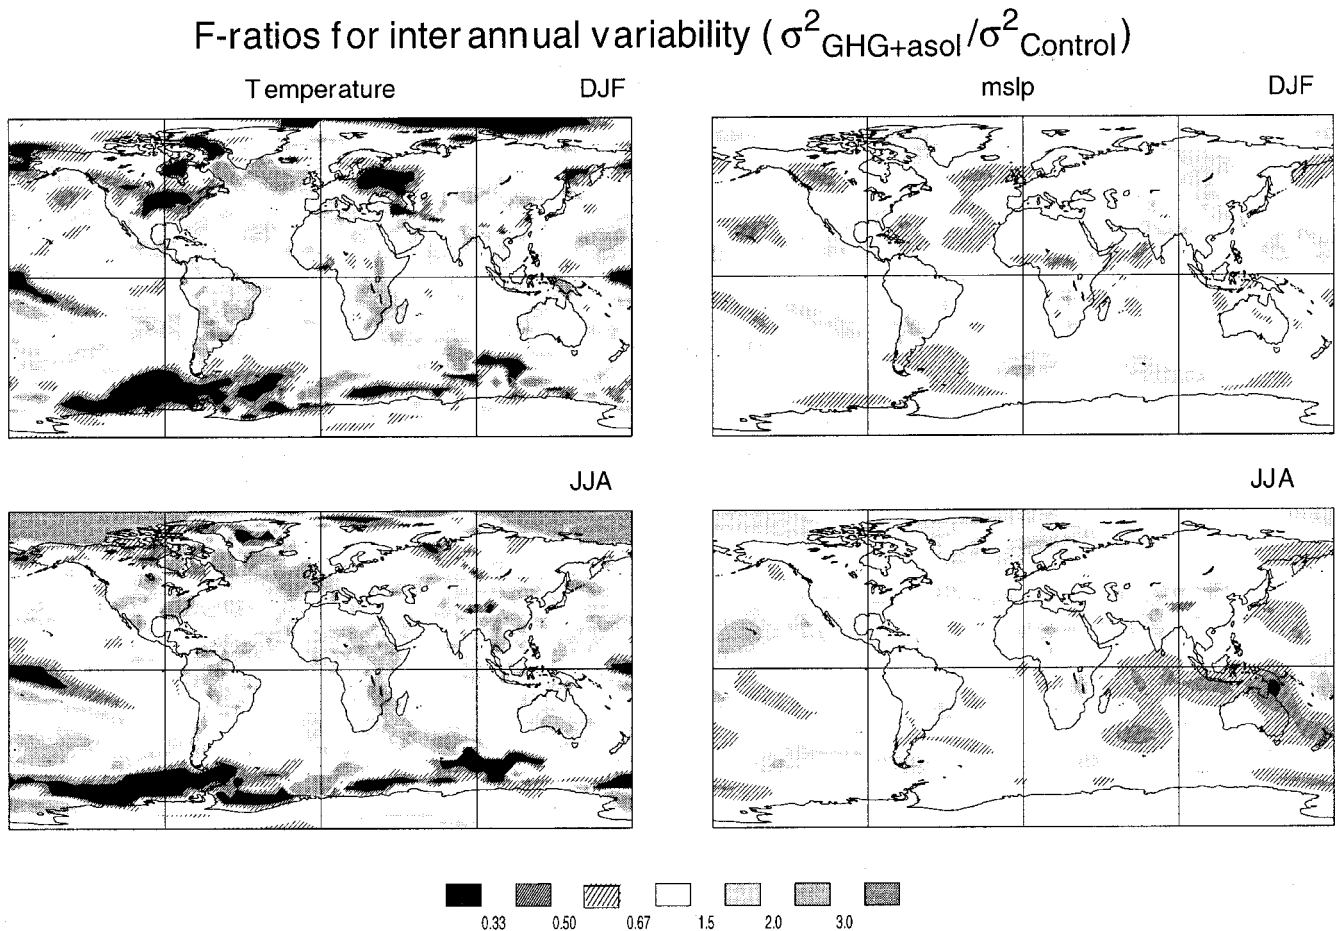 F-ratios for interannual variability (σ²GHG+asol/σ²Control)
Temperature DJF
mslp DJF
JJA
JJA
0.33 0.50 0.67 1.5 2.0 3.0